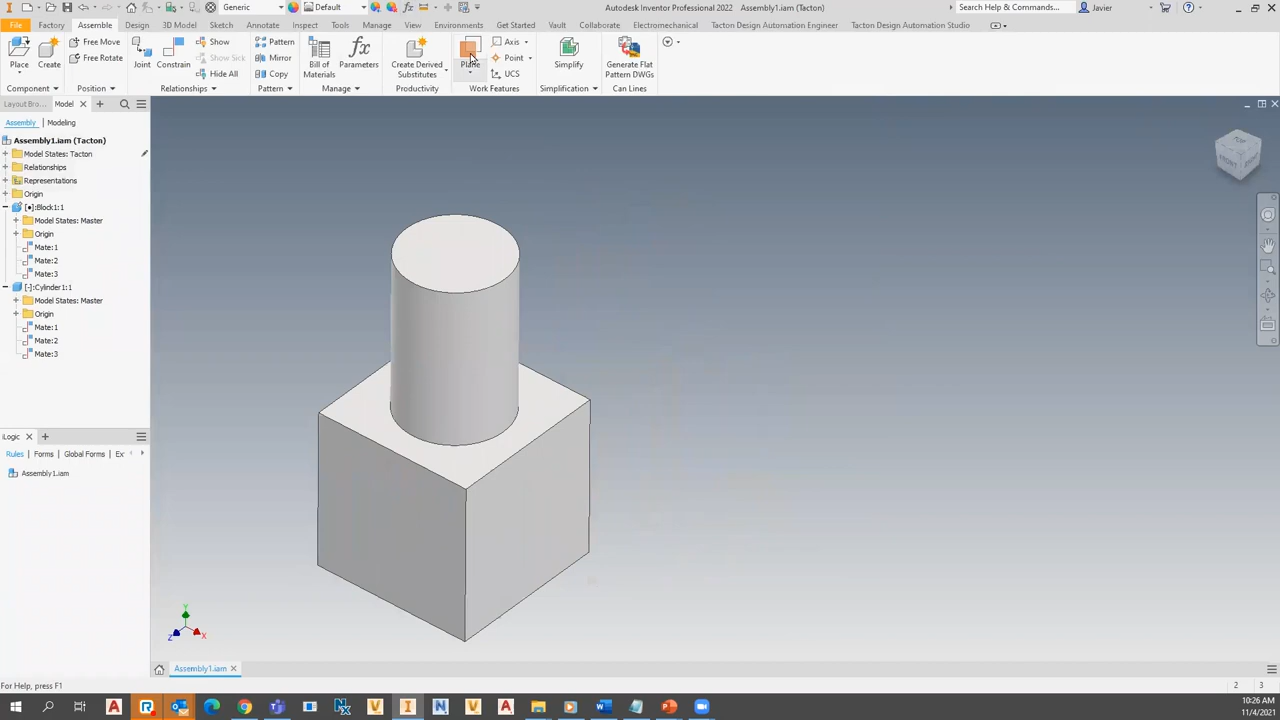 Generic
Default
Autodesk Inventor Professional 2022 Assembly1.iam (Tacton)
Search Help & Commands...
Javier
File Factory Assemble Design 3D Model Sketch Annotate Inspect Tools Manage View Environments Get Started Vault Collaborate Electromechanical Tacton Design Automation Engineer Tacton Design Automation Studio
Free Move Show Pattern Axis
Free Rotate Show Sick Mirror Point
Place Create Joint Constrain Hide All Copy Bill of Materials Parameters Create Derived Substitutes Plane UCS Simplify Generate Flat Pattern DWGs
Component Position Relationships Pattern Manage Productivity Work Features Simplification Can Lines
Layout Bro... Model
Assembly Modeling
Assembly1.iam (Tacton)
Model States: Tacton
Relationships
Representations
Origin
[●]:Block1:1
Model States: Master
Origin
Mate:1
Mate:2
Mate:3
[-]:Cylinder1:1
Model States: Master
Origin
Mate:1
Mate:2
Mate:3
iLogic
Rules Forms Global Forms Ex
Assembly1.iam
TOP
FRONT
Y
Z
X
Assembly1.iam
For Help, press F1
2 3
10:26 AM
11/4/2021